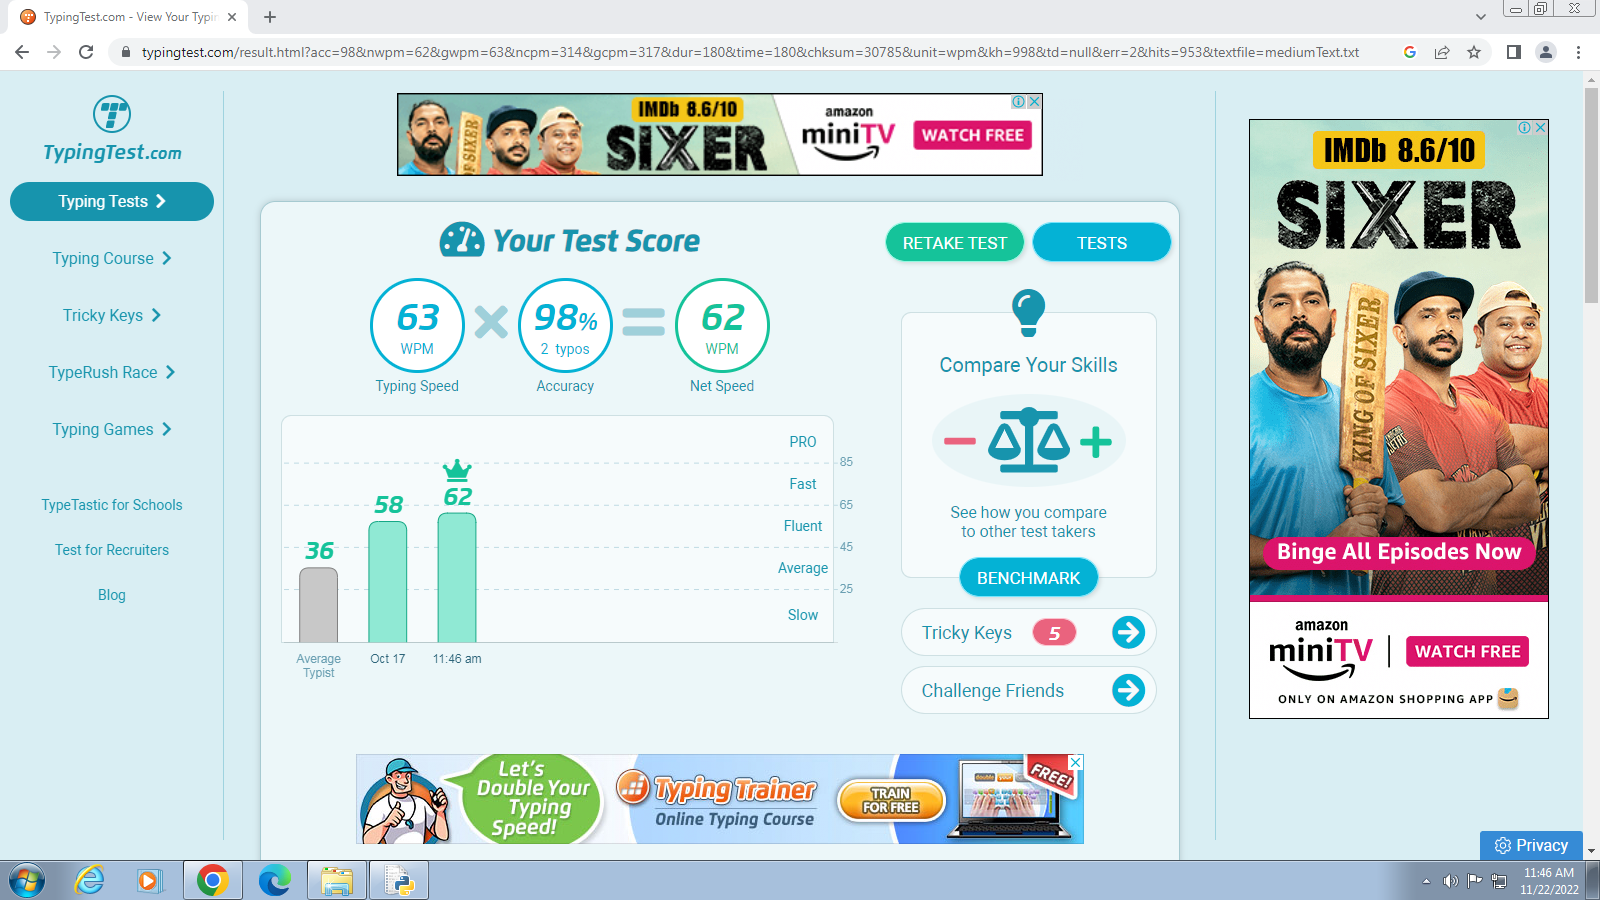 TypingTest.com - View Your Typin
typingtest.com/result.html?acc=98&nwpm=62&gwpm=63&ncpm=314&gcpm=317&dur=180&time=180&chksum=30785&unit=wpm&kh=998&td=null&err=2&hits=953&textfile=mediumText.txt
TypingTest.com
Typing Tests
Typing Course
Tricky Keys
TypeRush Race
Typing Games
TypeTastic for Schools
Test for Recruiters
Blog
IMDb 8.6/10
SIXER
amazon
miniTV
WATCH FREE
Your Test Score
RETAKE TEST
TESTS
63
WPM
Typing Speed
98%
2 typos
Accuracy
62
WPM
Net Speed
PRO
85
Fast
65
Fluent
45
Average
25
Slow
36
58
62
Average
Typist
Oct 17
11:46 am
Compare Your Skills
See how you compare
to other test takers
BENCHMARK
Tricky Keys 5
Challenge Friends
IMDb 8.6/10
SIXER
KING OF SIXER
Binge All Episodes Now
amazon
miniTV
WATCH FREE
ONLY ON AMAZON SHOPPING APP
Let's
Double Your
Typing
Speed!
Typing Trainer
Online Typing Course
TRAIN
FOR FREE
FREE!
Privacy
11:46 AM
11/22/2022